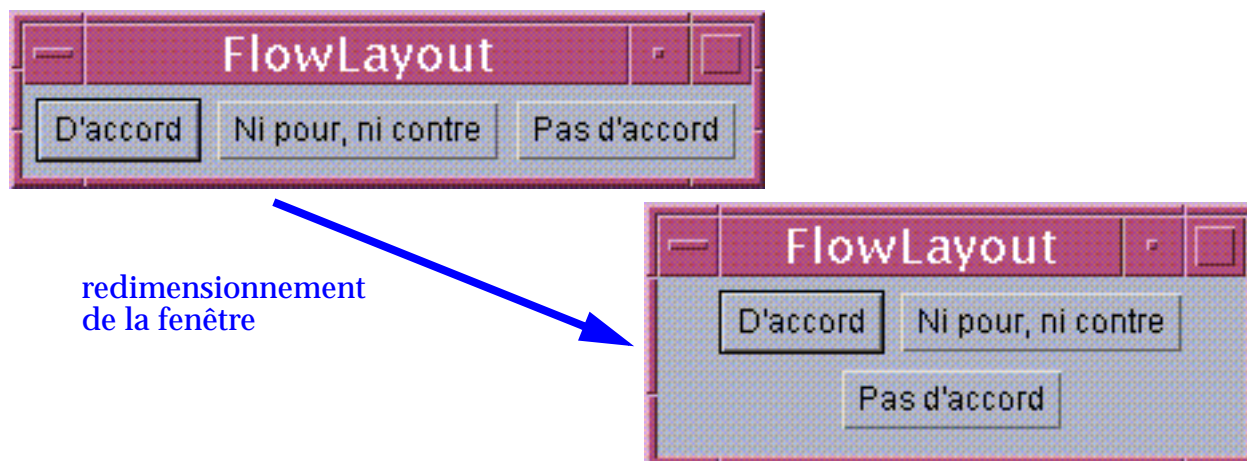 FlowLayout
D'accord Ni pour, ni contre Pas d'accord
redimensionnement
de la fenêtre
FlowLayout
D'accord Ni pour, ni contre
Pas d'accord